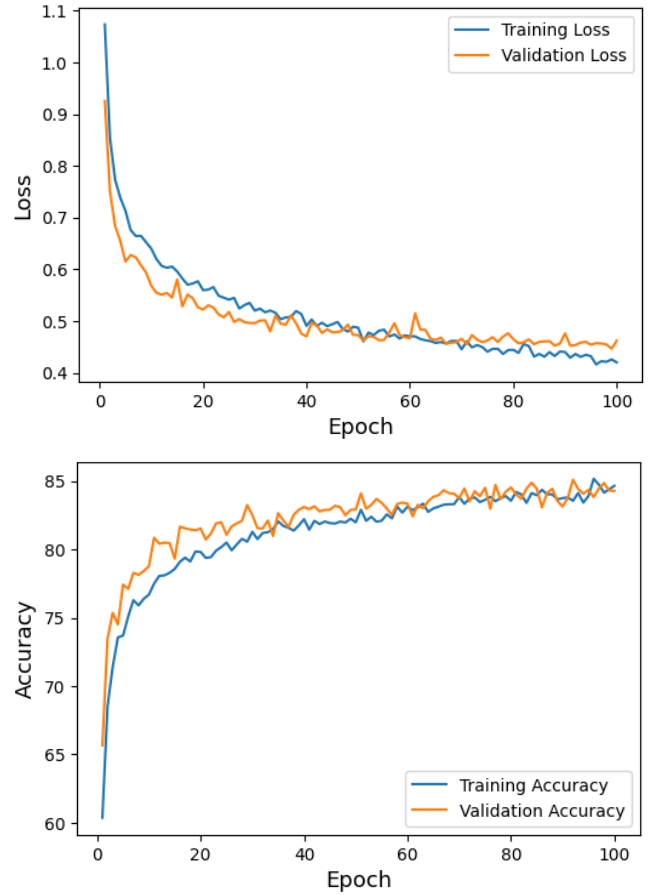 1.1
1.0
0.9
0.8
0.7
0.6
0.5
0.4
Loss
Training Loss
Validation Loss
0 20 40 60 80 100
Epoch
85
80
75
70
65
60
Accuracy
Training Accuracy
Validation Accuracy
0 20 40 60 80 100
Epoch